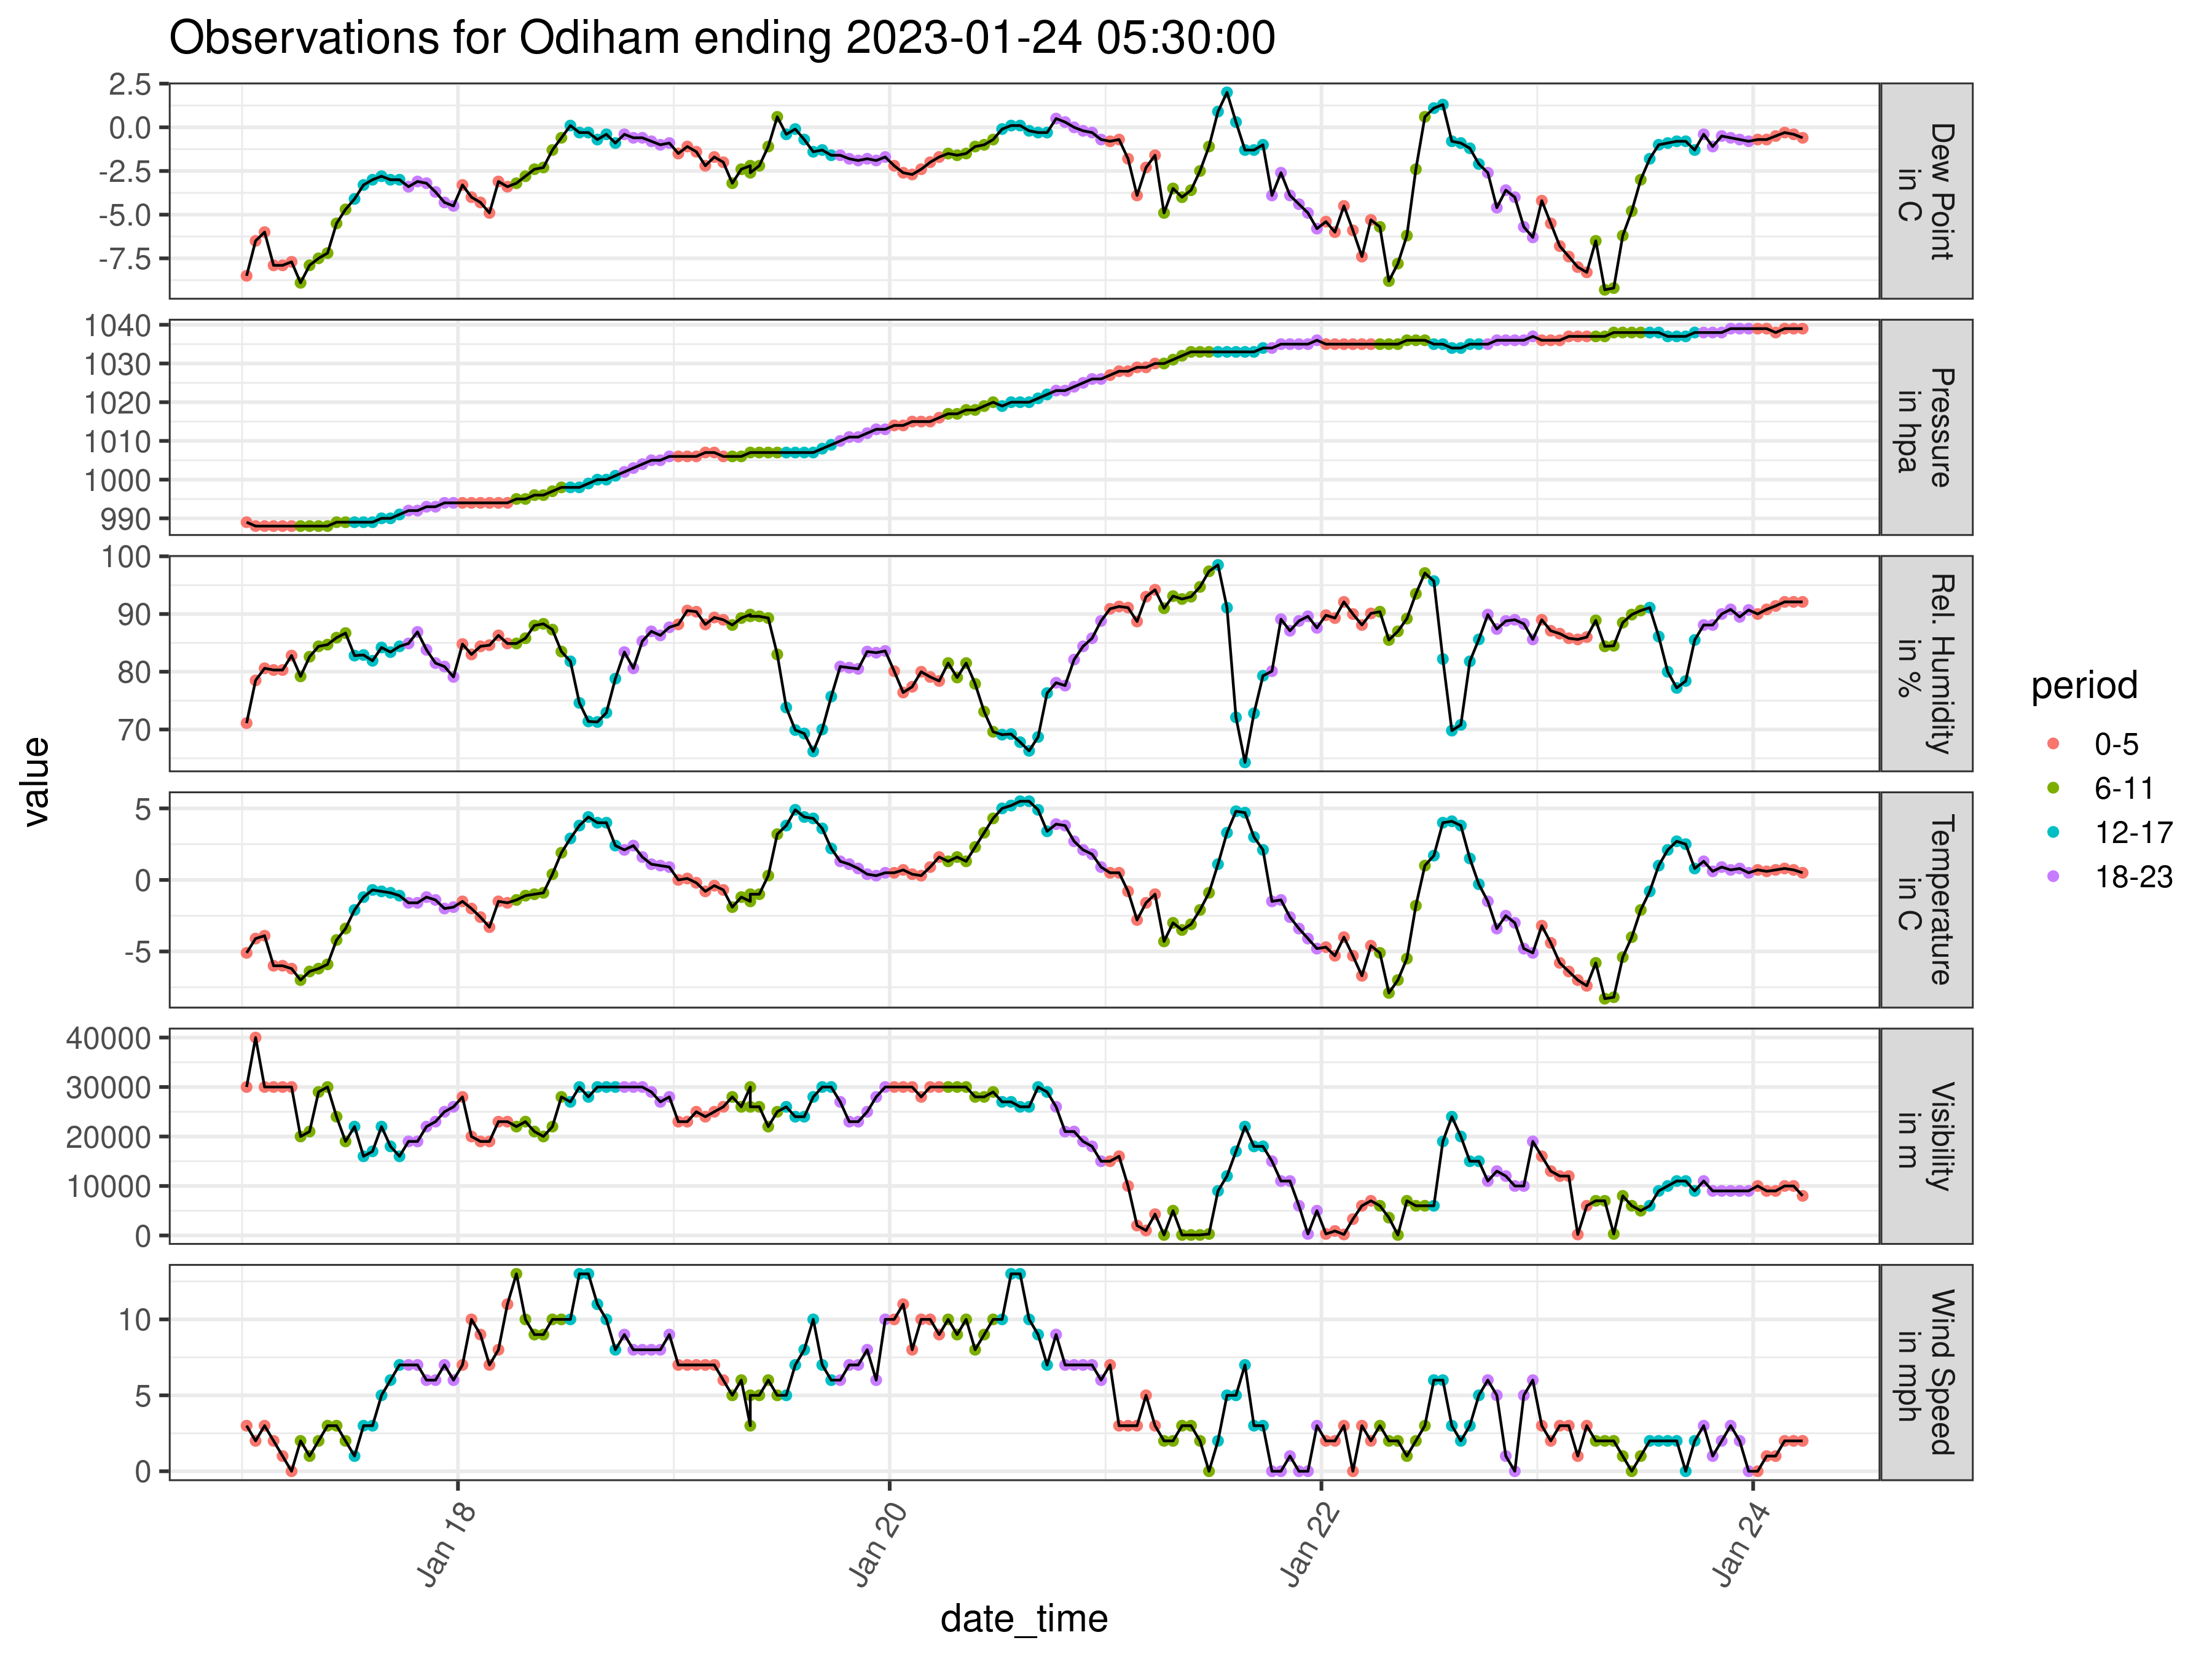 Observations for Odiham ending 2023-01-24 05:30:00
value
2.5
0.0
-2.5
-5.0
-7.5
Dew Point
in C
1040
1030
1020
1010
1000
990
Pressure
in hpa
100
90
80
70
Rel. Humidity
in %
5
0
-5
Temperature
in C
40000
30000
20000
10000
0
Visibility
in m
10
5
0
Wind Speed
in mph
Jan 18
Jan 20
Jan 22
Jan 24
date_time
period
0-5
6-11
12-17
18-23